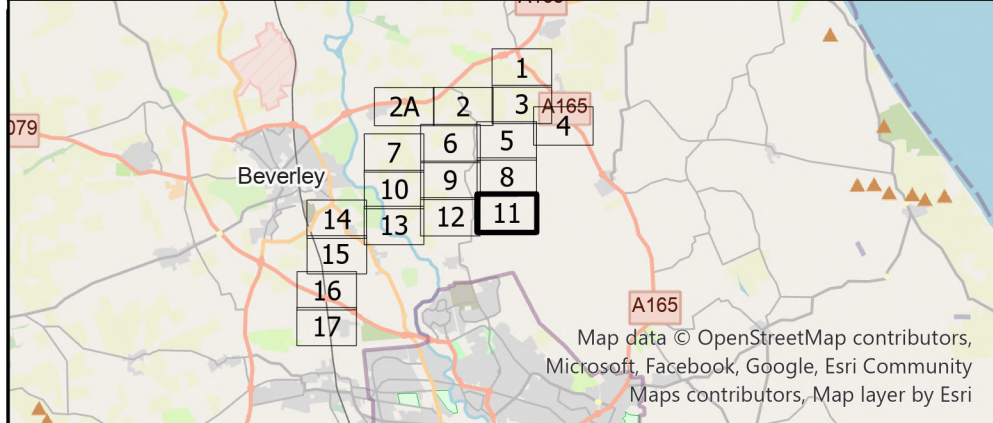 A165
1
2A
2
3
A165
4
079
7
6
5
Beverley
10
9
8
14
13
12
11
15
16
A165
17
Map data © OpenStreetMap contributors,
Microsoft, Facebook, Google, Esri Community
Maps contributors, Map layer by Esri